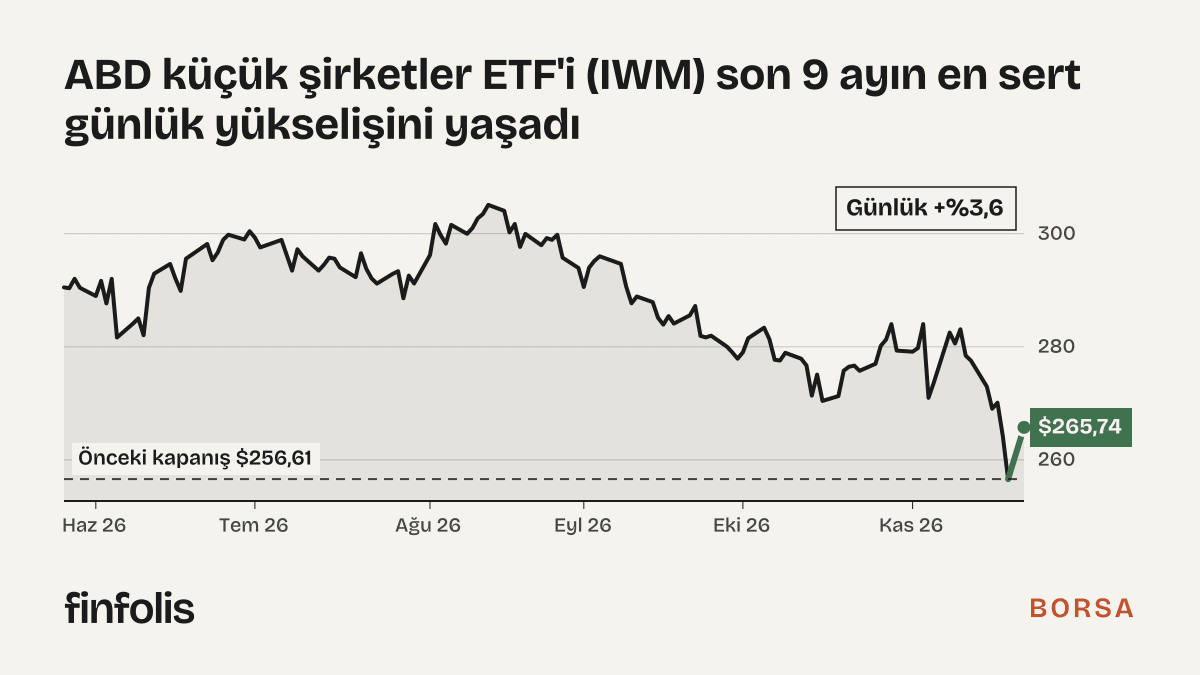 ABD küçük şirketler ETF'i (IWM) son 9 ayın en sert
günlük yükselişini yaşadı
Günlük +%3,6
300
280
$265,74
260
Önceki kapanış $256,61
Haz 26
Tem 26
Ağu 26
Eyl 26
Eki 26
Kas 26
finfolis
BORSA